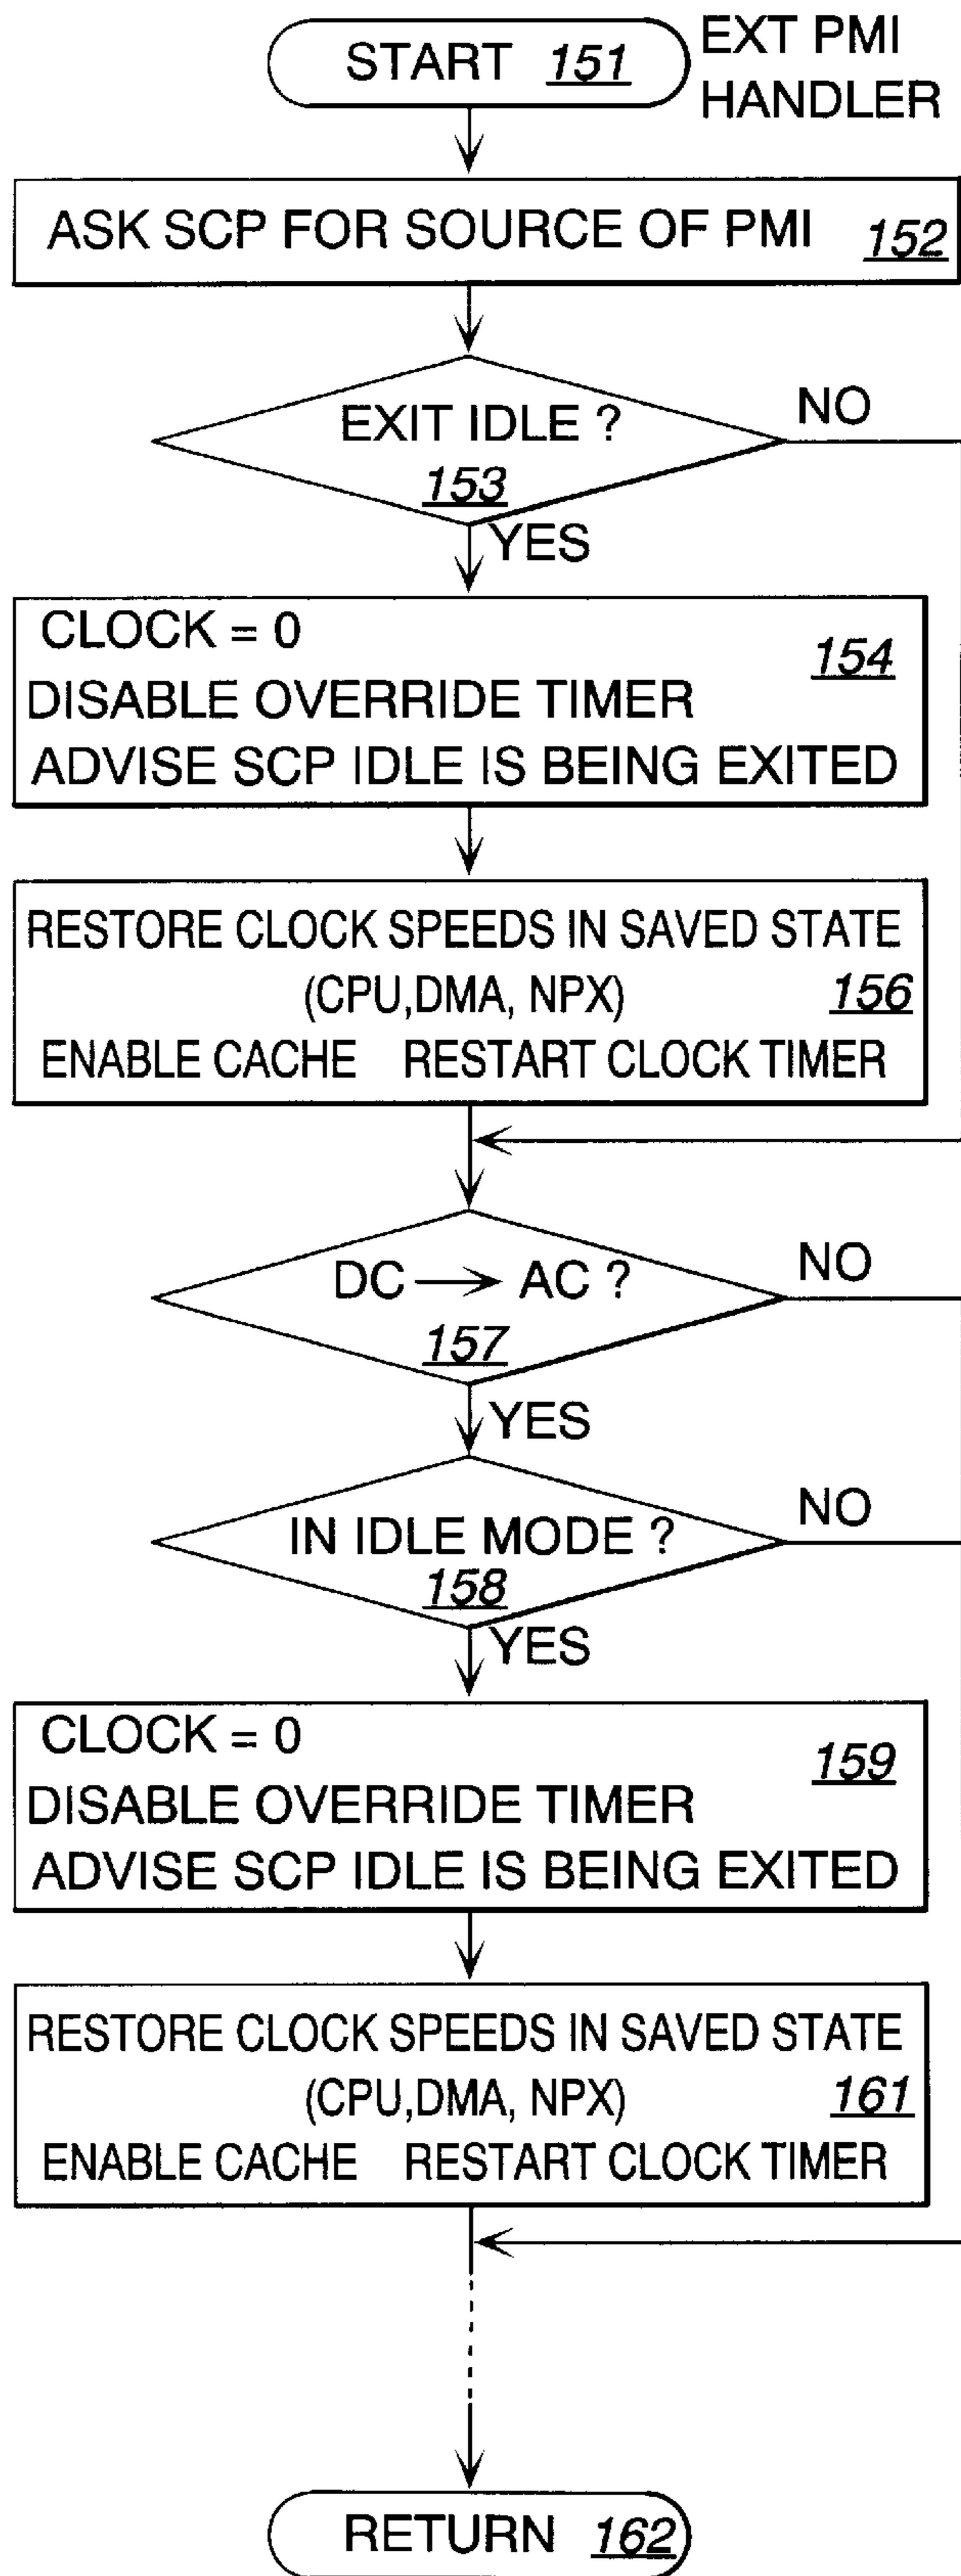 START 151
EXT PMI
HANDLER
ASK SCP FOR SOURCE OF PMI 152
EXIT IDLE ?
153
NO
YES
CLOCK = 0
154
DISABLE OVERRIDE TIMER
ADVISE SCP IDLE IS BEING EXITED
RESTORE CLOCK SPEEDS IN SAVED STATE
(CPU,DMA, NPX) 156
ENABLE CACHE RESTART CLOCK TIMER
DC → AC ?
157
NO
YES
IN IDLE MODE ?
158
NO
YES
CLOCK = 0
159
DISABLE OVERRIDE TIMER
ADVISE SCP IDLE IS BEING EXITED
RESTORE CLOCK SPEEDS IN SAVED STATE
(CPU,DMA, NPX) 161
ENABLE CACHE RESTART CLOCK TIMER
RETURN 162